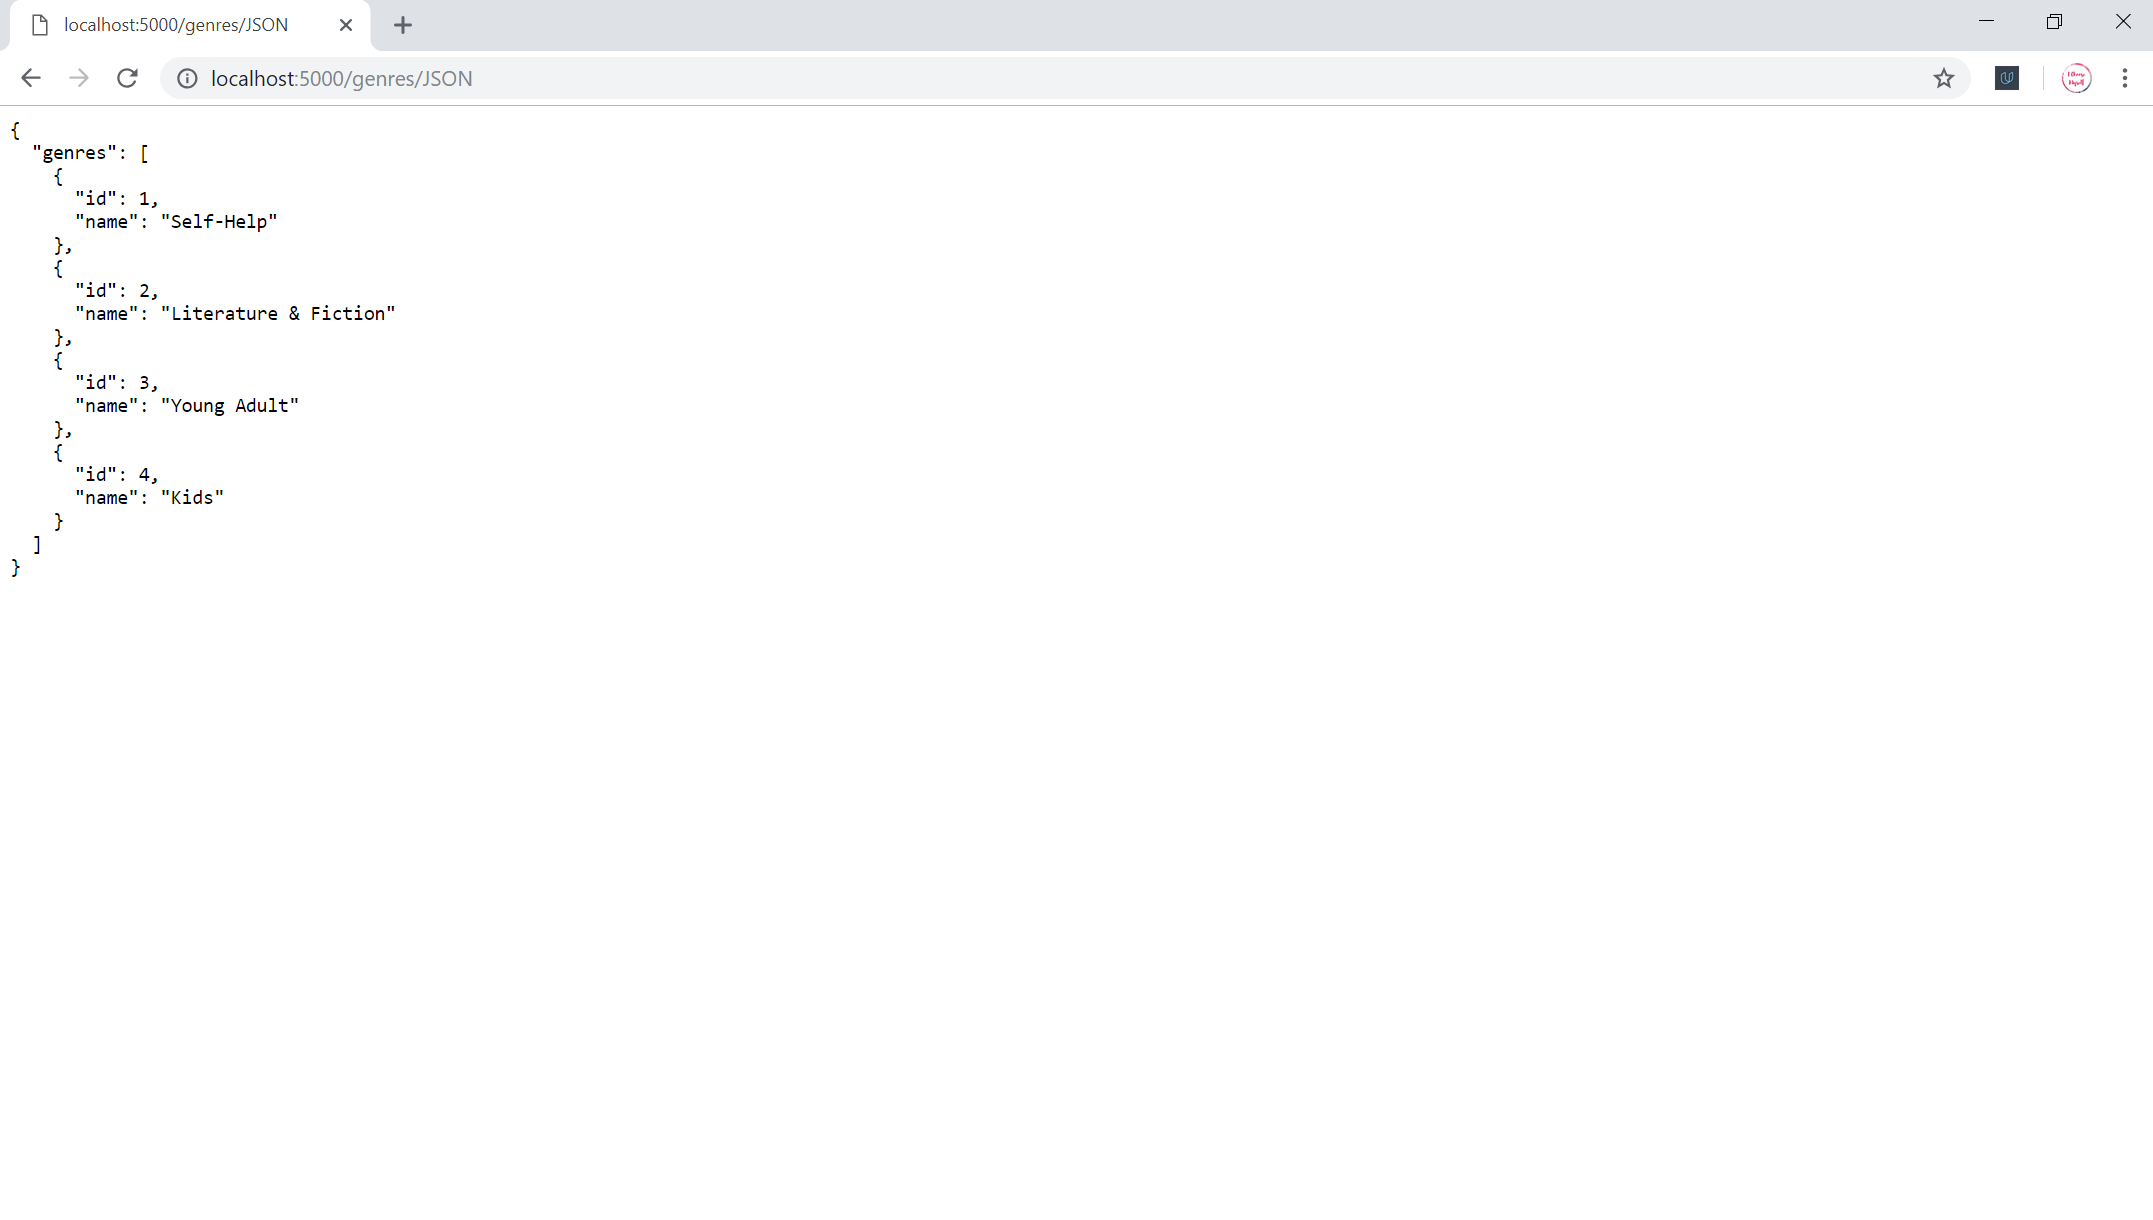 localhost:5000/genres/JSON
localhost:5000/genres/JSON
{
  "genres": [
    {
      "id": 1,
      "name": "Self-Help"
    },
    {
      "id": 2,
      "name": "Literature & Fiction"
    },
    {
      "id": 3,
      "name": "Young Adult"
    },
    {
      "id": 4,
      "name": "Kids"
    }
  ]
}